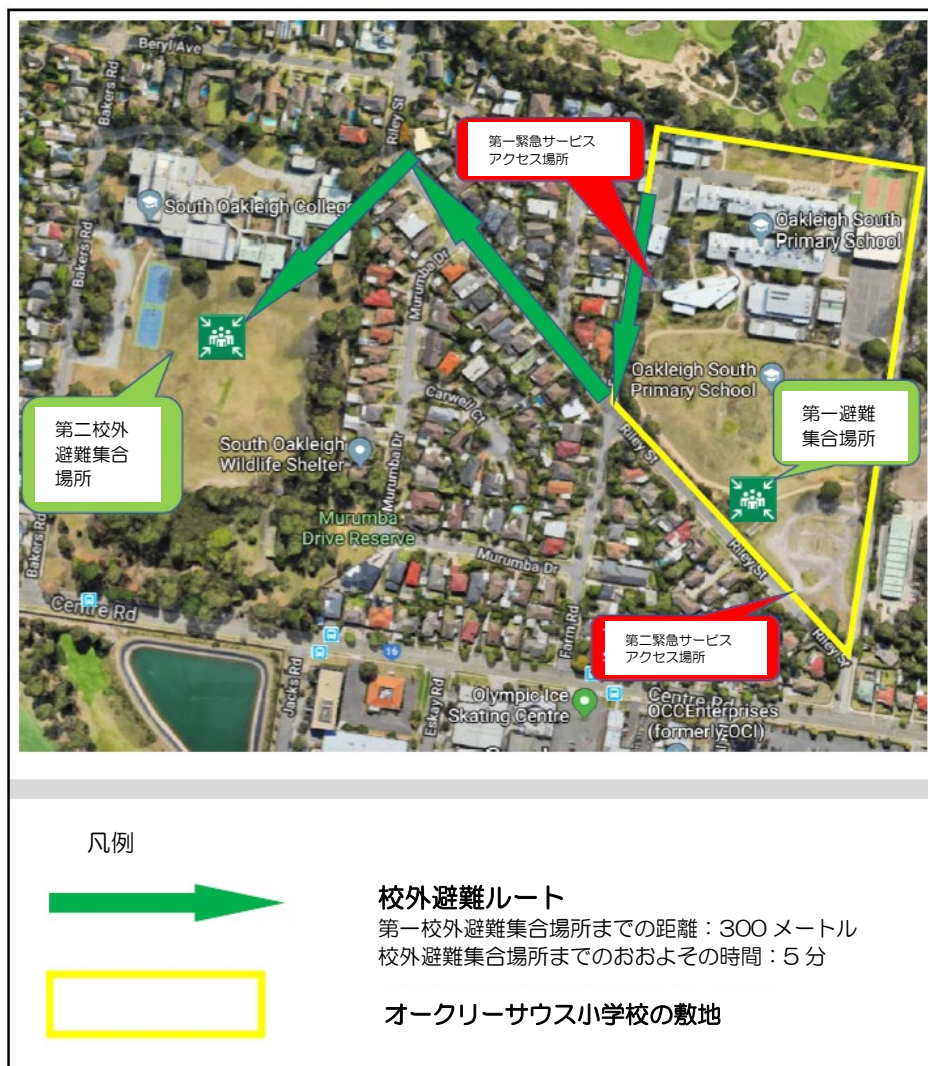 Beryl Ave
Bakers Rd
Riley St
第一緊急サービス
アクセス場所
South Oakleigh College
Oakleigh South
Primary School
Bakers Rd
Murumba Dr
Oakleigh South
Primary School
第一避難
集合場所
第二校外
避難集合
場所
Carwell Ct
Riley St
South Oakleigh
Wildlife Shelter
Murumba Dr
Murumba
Drive Reserve
Murumba Dr
Riley St
Bakers Rd
Centre Rd
Farm Rd
第二緊急サービス
アクセス場所
Riley St
16
Jacks Rd
Eskay Rd
Olympic Ice
Skating Centre
Centre Rd
OCCEnterprises
(formerly OCI)
凡例
校外避難ルート
第一校外避難集合場所までの距離：300 メートル
校外避難集合場所までのおおよその時間：5 分
オークリーサウス小学校の敷地